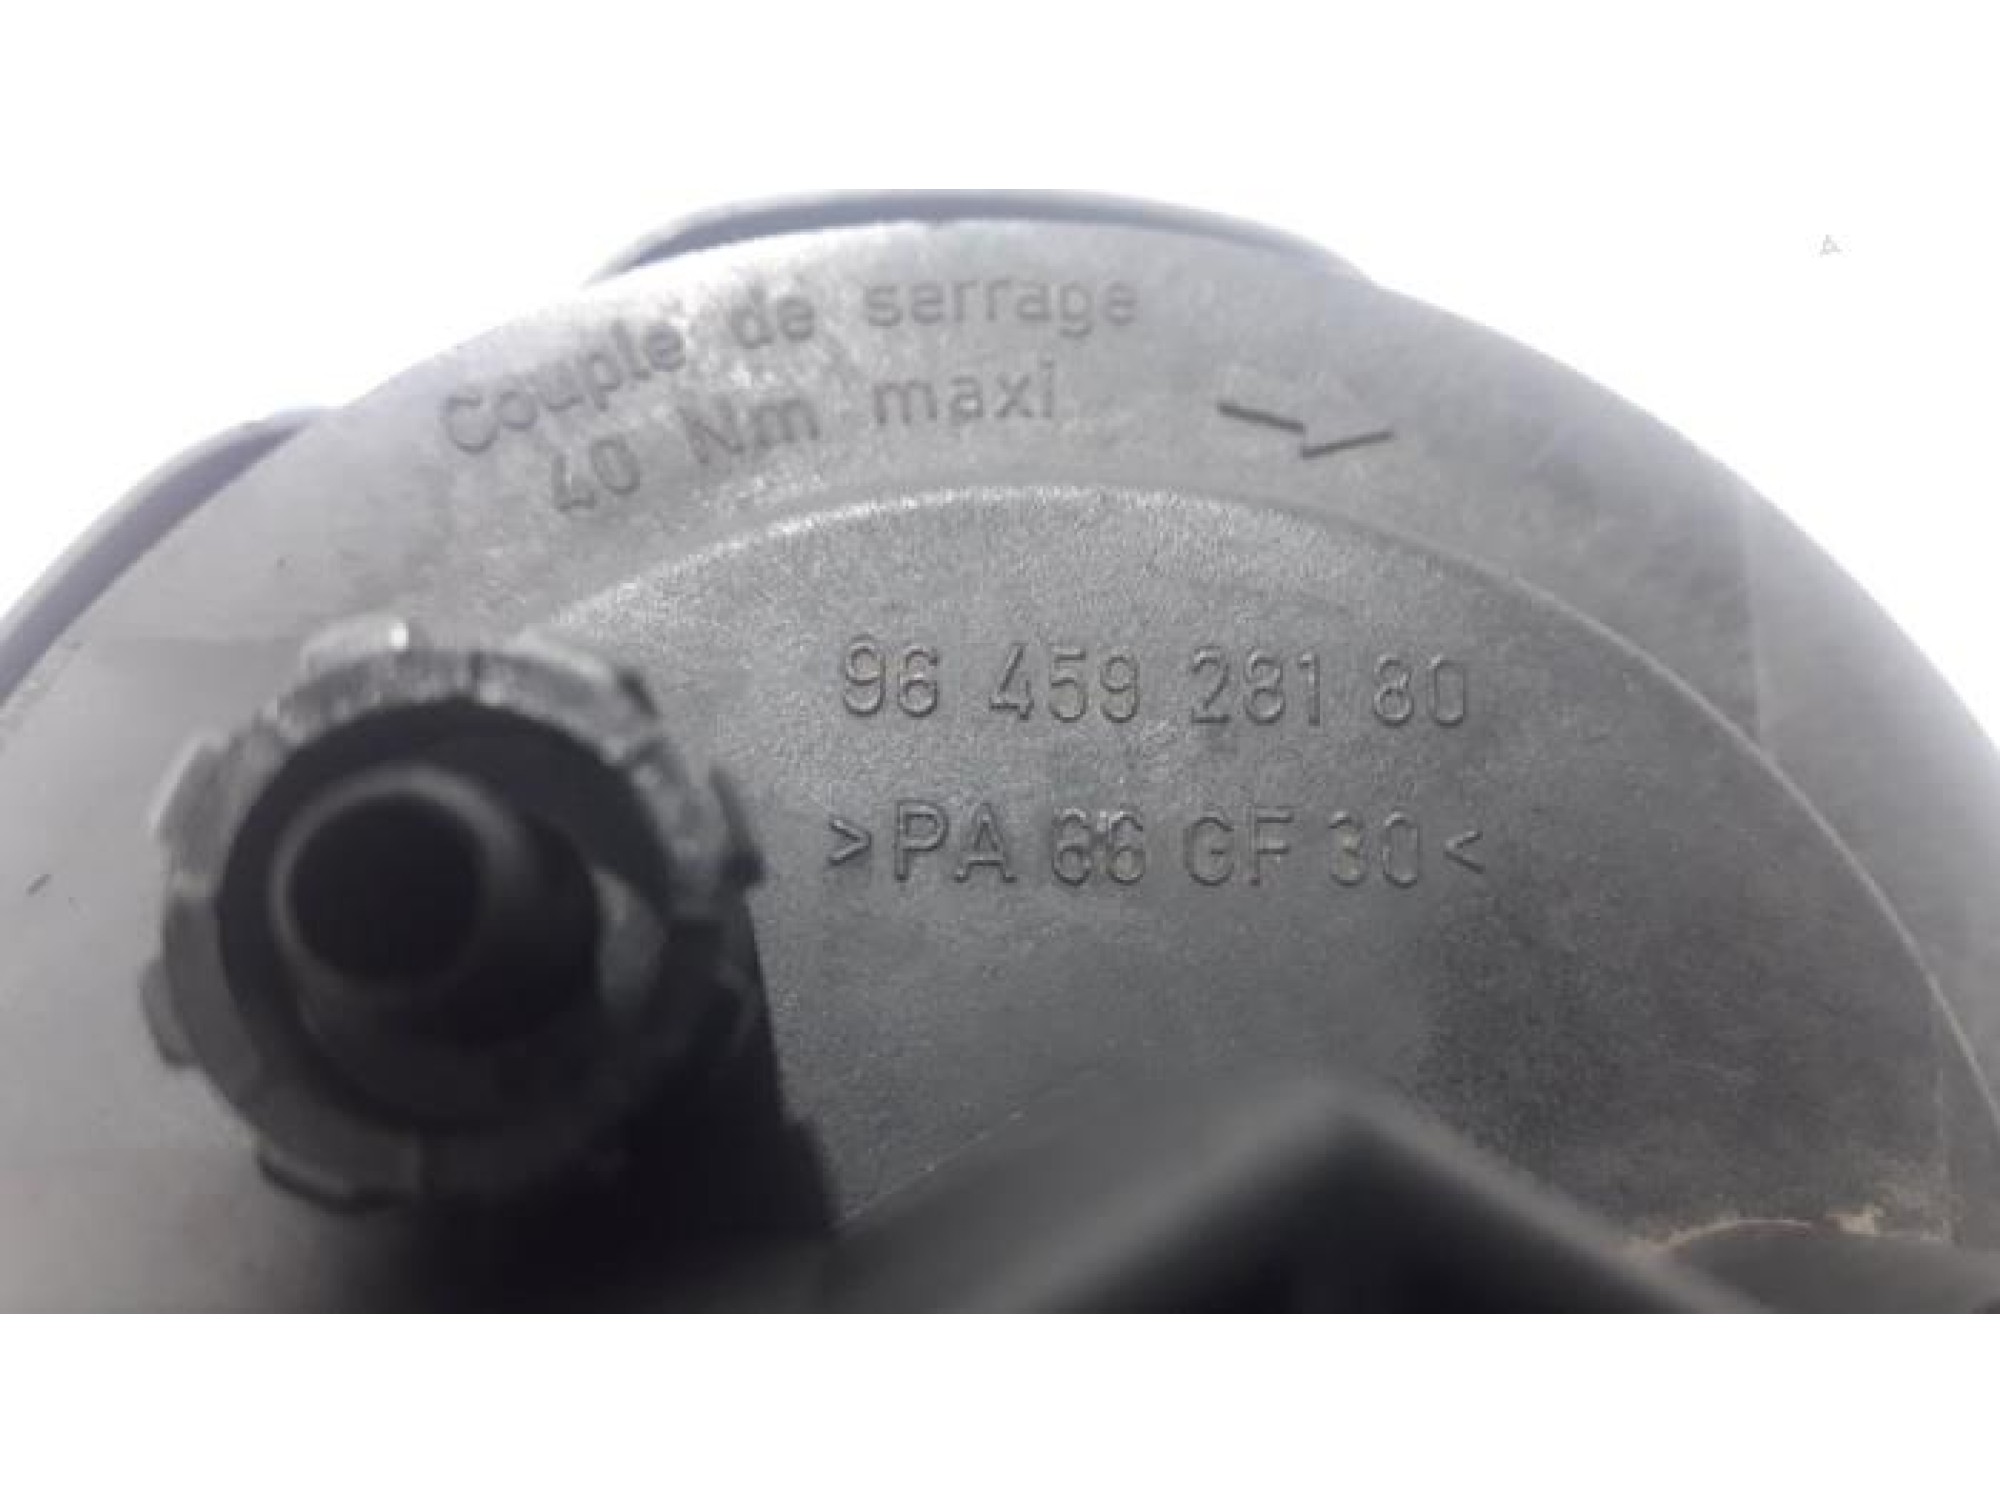 Couple de serrage
40 Nm maxi
96 459 281 80
>PA 66 GF 30<